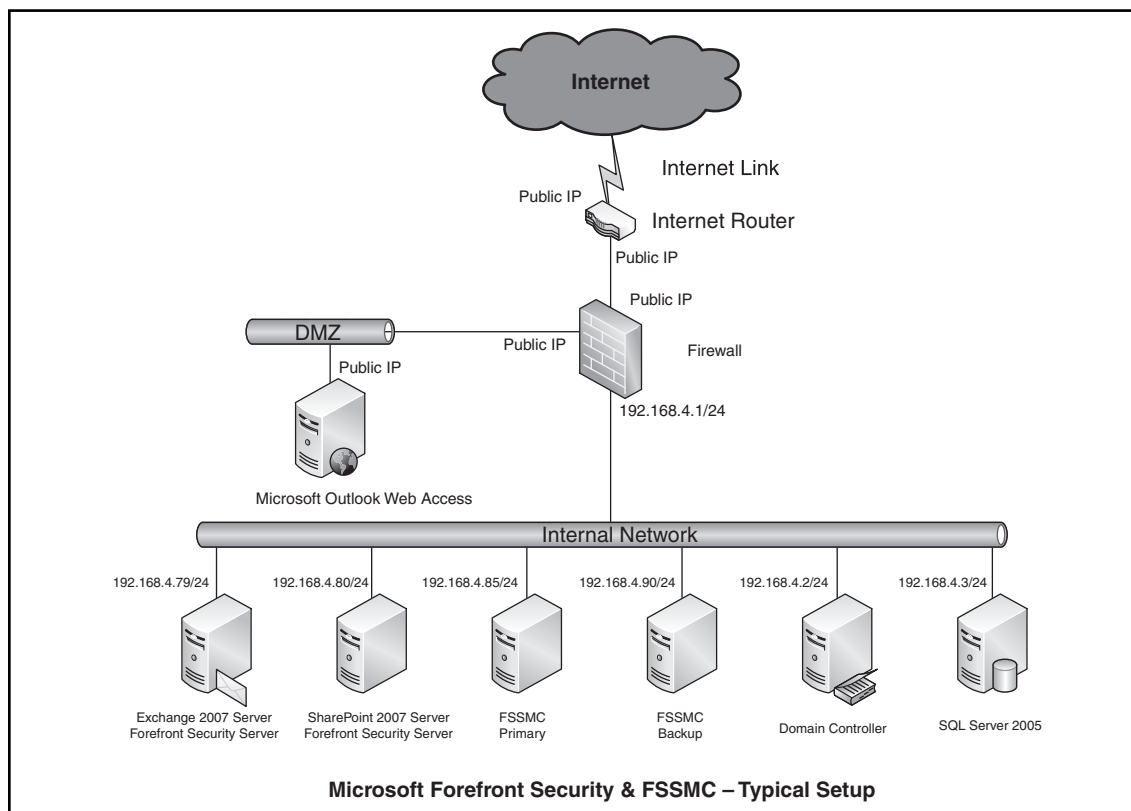 Internet
Internet Link
Public IP
Internet Router
Public IP
Public IP
DMZ
Public IP
Firewall
Public IP
192.168.4.1/24
Microsoft Outlook Web Access
Internal Network
192.168.4.79/24
192.168.4.80/24
192.168.4.85/24
192.168.4.90/24
192.168.4.2/24
192.168.4.3/24
Exchange 2007 Server
Forefront Security Server
SharePoint 2007 Server
Forefront Security Server
FSSMC
Primary
FSSMC
Backup
Domain Controller
SQL Server 2005
Microsoft Forefront Security & FSSMC – Typical Setup